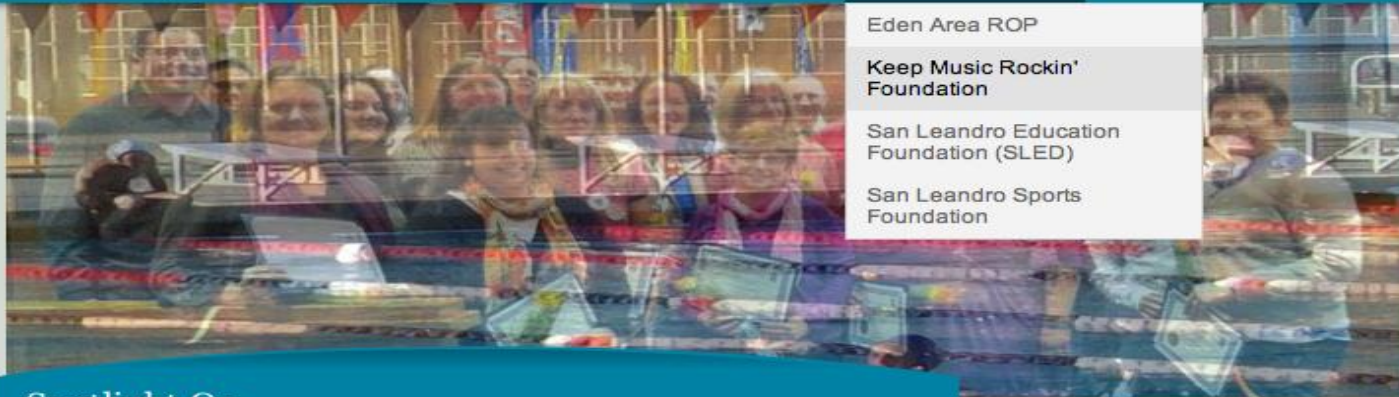 Eden Area ROP
Keep Music Rockin'
Foundation
San Leandro Education
Foundation (SLED)
San Leandro Sports
Foundation